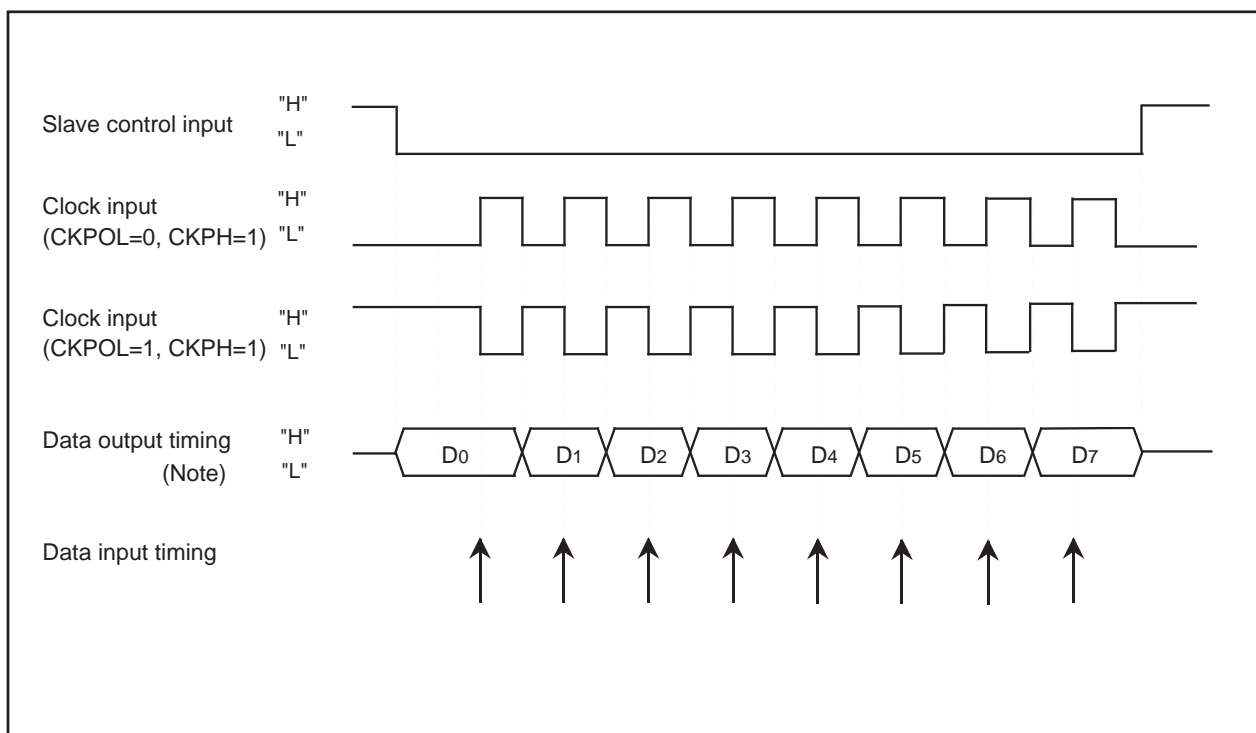 Slave control input
"H"
"L"
Clock input
(CKPOL=0, CKPH=1)
"H"
"L"
Clock input
(CKPOL=1, CKPH=1)
"H"
"L"
Data output timing
(Note)
"H"
"L"
D0 D1 D2 D3 D4 D5 D6 D7
Data input timing